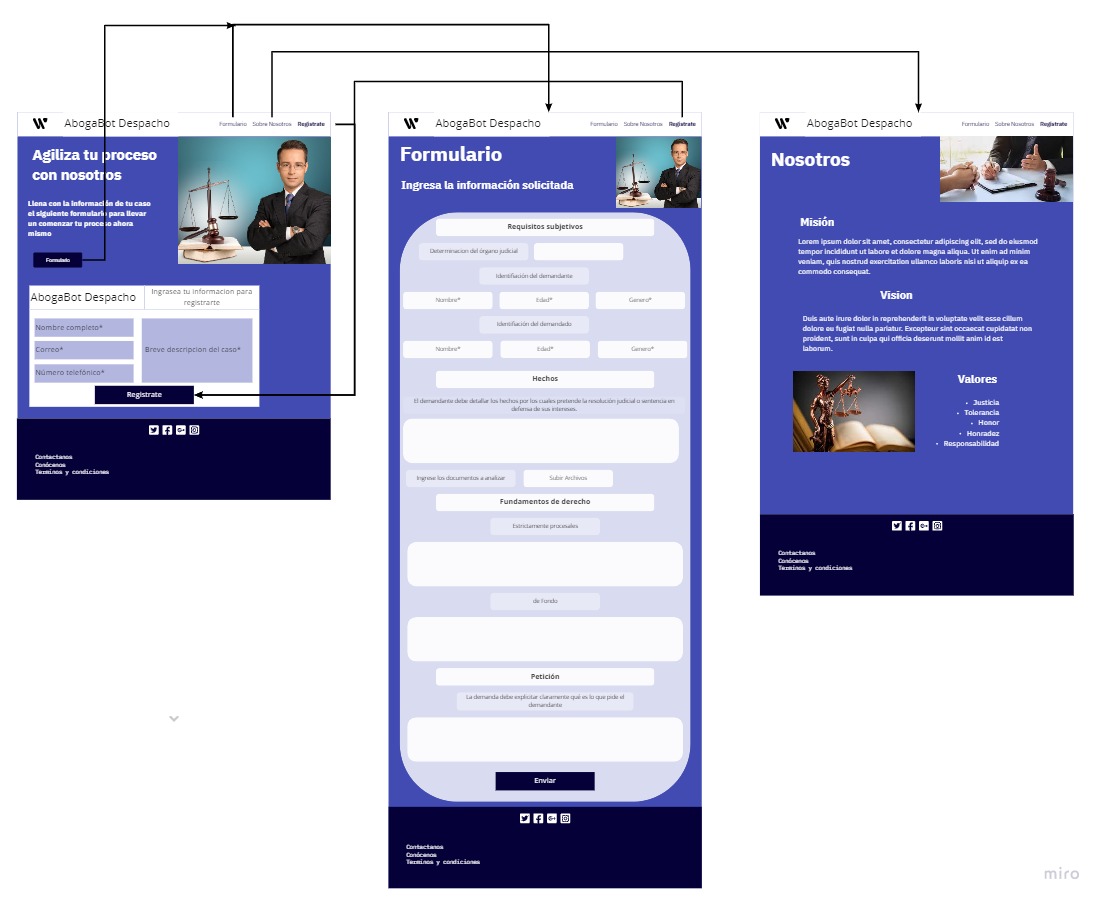 AbogaBot Despacho
Formulario Sobre Nosotros Registrate
Agiliza tu proceso
con nosotros
Llena con la información de tu caso
el siguiente formulario para llevar
un comenzar tu proceso ahora
mismo
Formulario
AbogaBot Despacho
Ingrasea tu informacion para
registrarte
Nombre completo*
Correo*
Número telefónico*
Breve descripcion del caso*
Registrate
Contactanos
Conócenos
Terminos y condiciones
AbogaBot Despacho
Formulario Sobre Nosotros Registrate
Formulario
Ingresa la información solicitada
Requisitos subjetivos
Determinacion del órgano judicial
Identifiación del demandante
Nombre* Edad* Genero*
Identifiación del demandado
Nombre* Edad* Genero*
Hechos
El demandante debe detallar los hechos por los cuales pretende la resolución judicial o sentencia en
defensa de sus intereses.
Ingrese los documentos a analizar Subir Archivos
Fundamentos de derecho
Estrictamente procesales
de Fondo
Petición
La demanda debe explicitar claramente qué es lo que pide el
demandante
Enviar
Contactanos
Conócenos
Terminos y condiciones
AbogaBot Despacho
Formulario Sobre Nosotros Registrate
Nosotros
Misión
Lorem ipsum dolor sit amet, consectetur adipiscing elit, sed do eiusmod
tempor incididunt ut labore et dolore magna aliqua. Ut enim ad minim
veniam, quis nostrud exercitation ullamco laboris nisi ut aliquip ex ea
commodo consequat.
Vision
Duis aute irure dolor in reprehenderit in voluptate velit esse cillum
dolore eu fugiat nulla pariatur. Excepteur sint occaecat cupidatat non
proident, sunt in culpa qui officia deserunt mollit anim id est
laborum.
Valores
• Justicia
• Tolerancia
• Honor
• Honradez
• Responsabilidad
Contactanos
Conócenos
Terminos y condiciones
miro